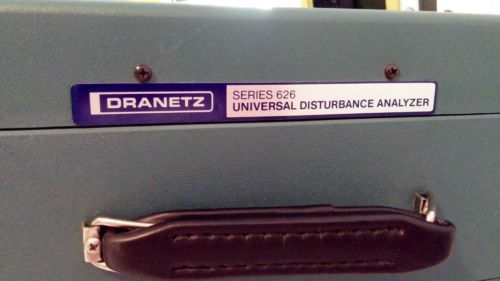 DRANETZ
SERIES 626
UNIVERSAL DISTURBANCE ANALYZER